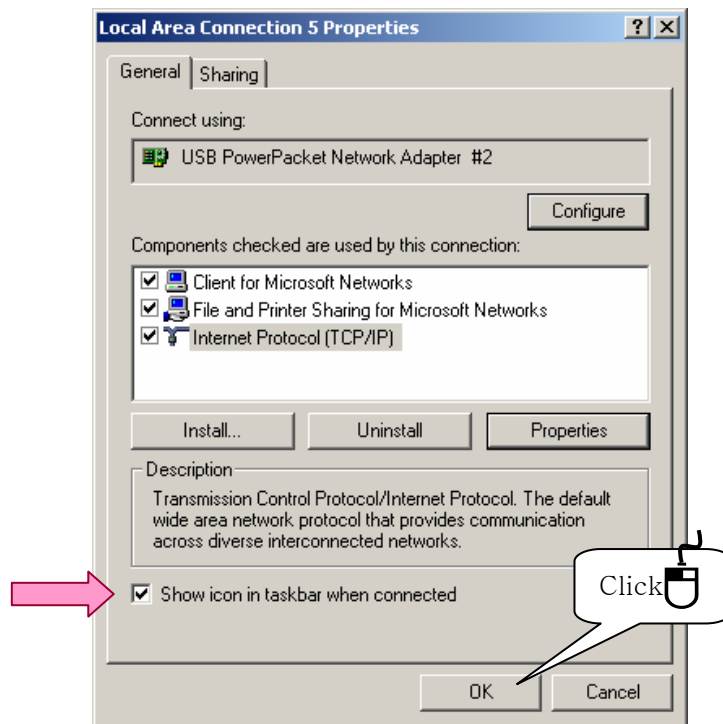 Local Area Connection 5 Properties
General
Sharing
Connect using:
USB PowerPacket Network Adapter #2
Configure
Components checked are used by this connection:
Client for Microsoft Networks
File and Printer Sharing for Microsoft Networks
Internet Protocol (TCP/IP)
Install...
Uninstall
Properties
Description
Transmission Control Protocol/Internet Protocol. The default
wide area network protocol that provides communication
across diverse interconnected networks.
Show icon in taskbar when connected
Click
OK
Cancel